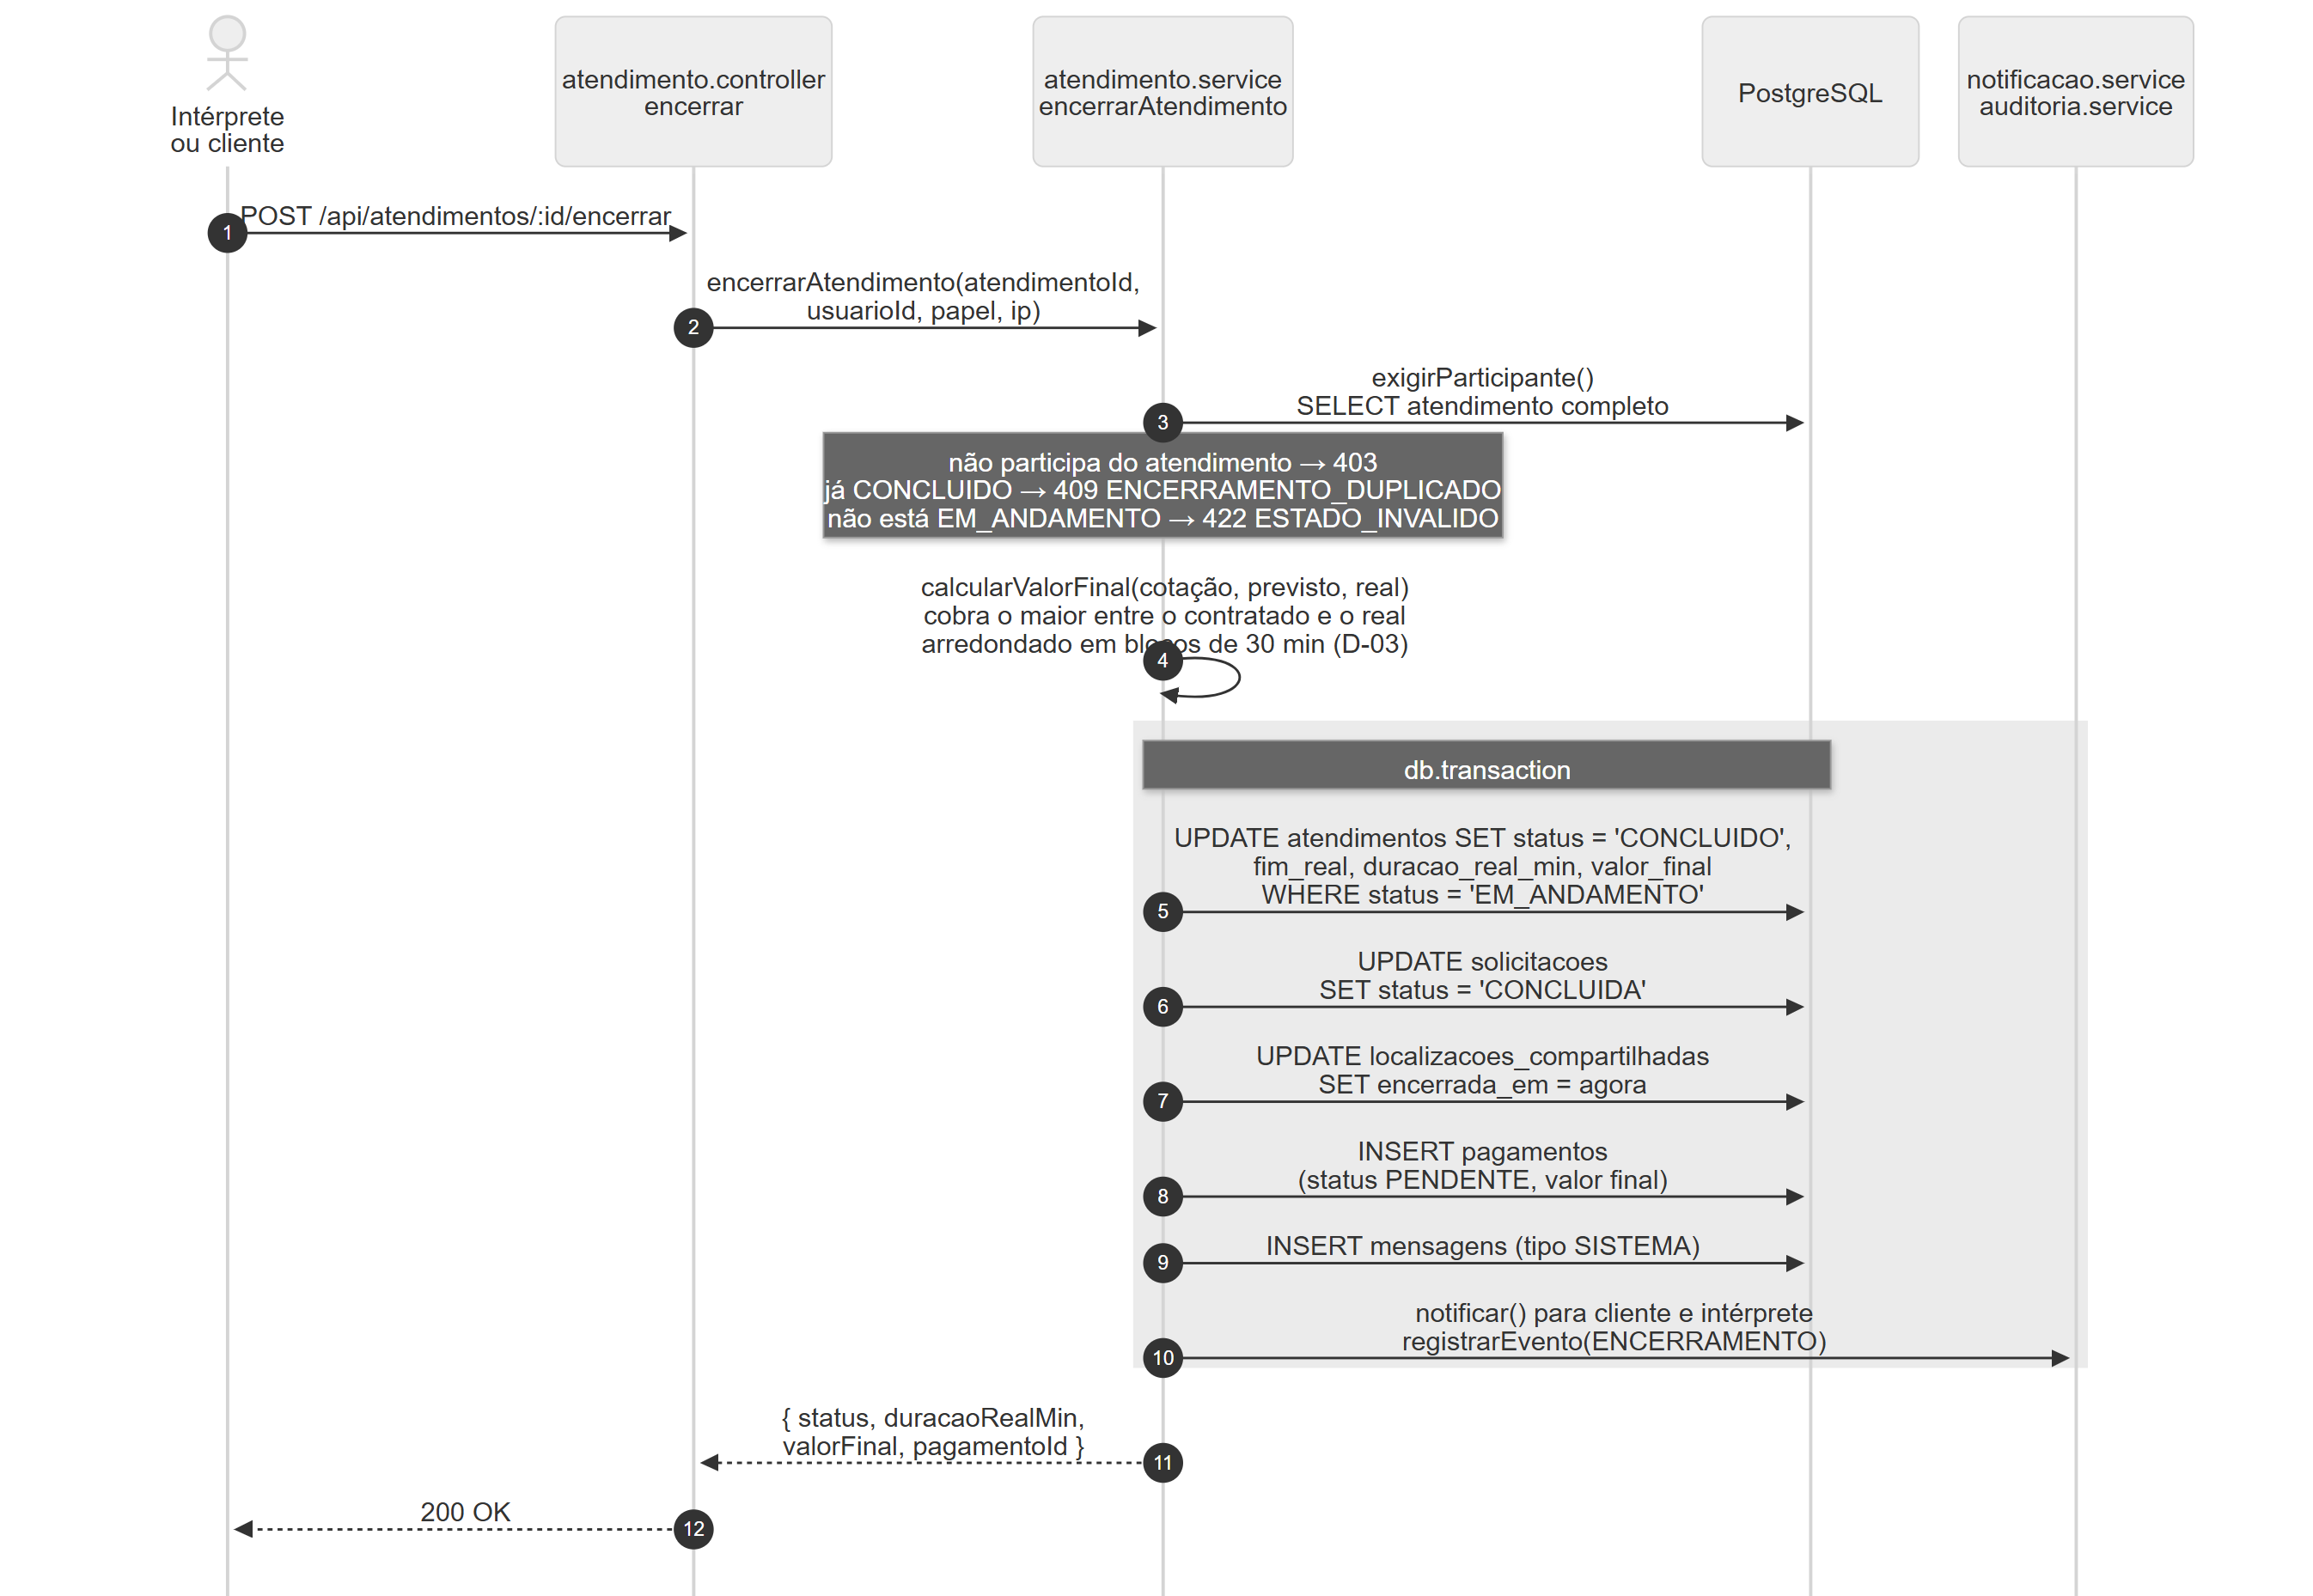 Intérprete
ou cliente
atendimento.controller
encerrar
atendimento.service
encerrarAtendimento
PostgreSQL
notificacao.service
auditoria.service
POST /api/atendimentos/:id/encerrar
1
encerrarAtendimento(atendimentoId,
usuarioId, papel, ip)
2
exigirParticipante()
SELECT atendimento completo
3
não participa do atendimento → 403
já CONCLUIDO → 409 ENCERRAMENTO_DUPLICADO
não está EM_ANDAMENTO → 422 ESTADO_INVALIDO
calcularValorFinal(cotação, previsto, real)
cobra o maior entre o contratado e o real
arredondado em blocos de 30 min (D-03)
4
db.transaction
UPDATE atendimentos SET status = 'CONCLUIDO',
fim_real, duracao_real_min, valor_final
WHERE status = 'EM_ANDAMENTO'
5
UPDATE solicitacoes
SET status = 'CONCLUIDA'
6
UPDATE localizacoes_compartilhadas
SET encerrada_em = agora
7
INSERT pagamentos
(status PENDENTE, valor final)
8
INSERT mensagens (tipo SISTEMA)
9
notificar() para cliente e intérprete
registrarEvento(ENCERRAMENTO)
10
{ status, duracaoRealMin,
valorFinal, pagamentoId }
11
200 OK
12